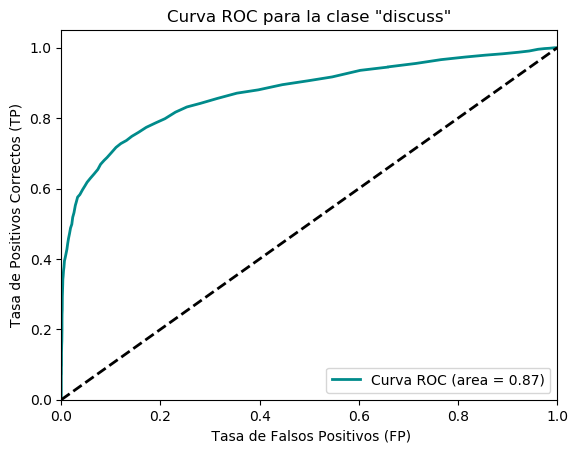 Curva ROC para la clase "discuss"
Tasa de Positivos Correctos (TP)
1.0
0.8
0.6
0.4
0.2
0.0
Curva ROC (area = 0.87)
0.0 0.2 0.4 0.6 0.8 1.0
Tasa de Falsos Positivos (FP)